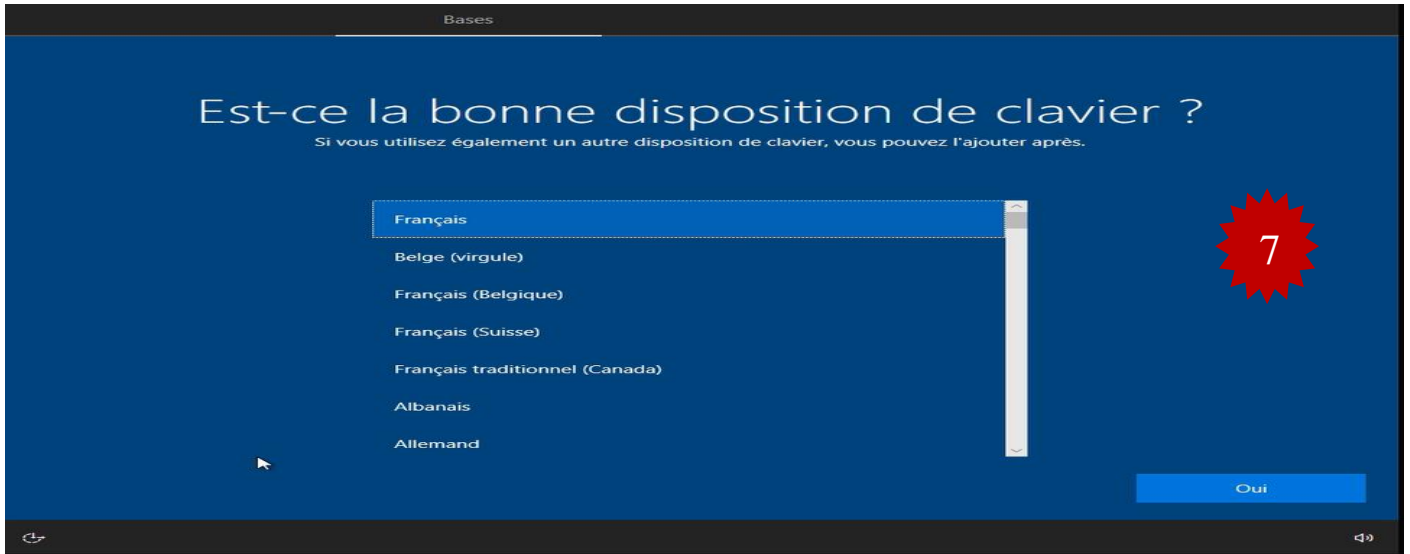 Bases
Est-ce la bonne disposition de clavier ?
Si vous utilisez également un autre disposition de clavier, vous pouvez l'ajouter après.
Français
Belge (virgule)
7
Français (Belgique)
Français (Suisse)
Français traditionnel (Canada)
Albanais
Allemand
Oui